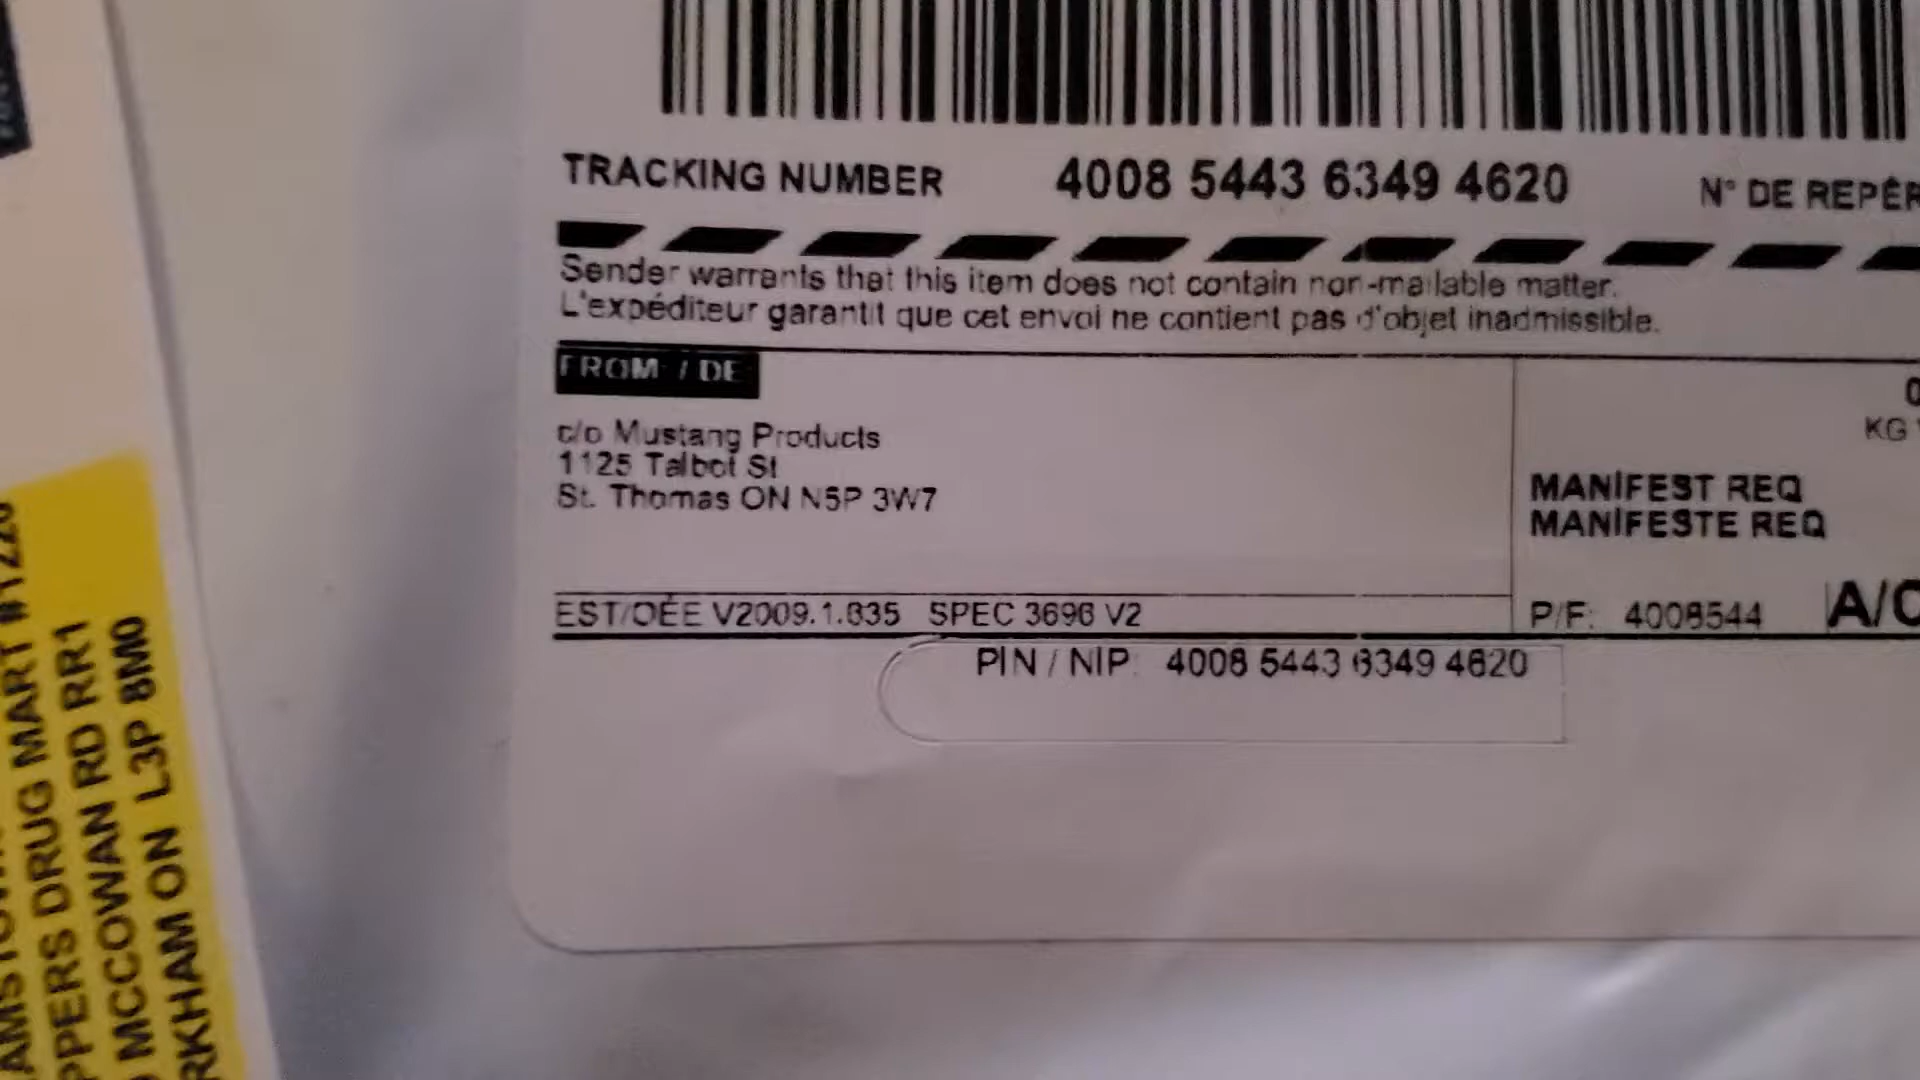 TRACKING NUMBER 4008 5443 6349 4620 N° DE REPÉR
Sender warrants that this item does not contain non-mailable matter.
L'expéditeur garantit que cet envoi ne contient pas d'objet inadmissible.
FROM / DE
c/o Mustang Products
1125 Talbot St
St. Thomas ON N5P 3W7
KG
MANIFEST REQ
MANIFESTE REQ
EST/OEE V2009.1.835 SPEC 3696 V2
P/F: 4008544 A/C
PIN / NIP: 4008 5443 6349 4620
PPERS DRUG MART #122
MCCOWAN RD RR1
RKHAM ON L3P 8M0